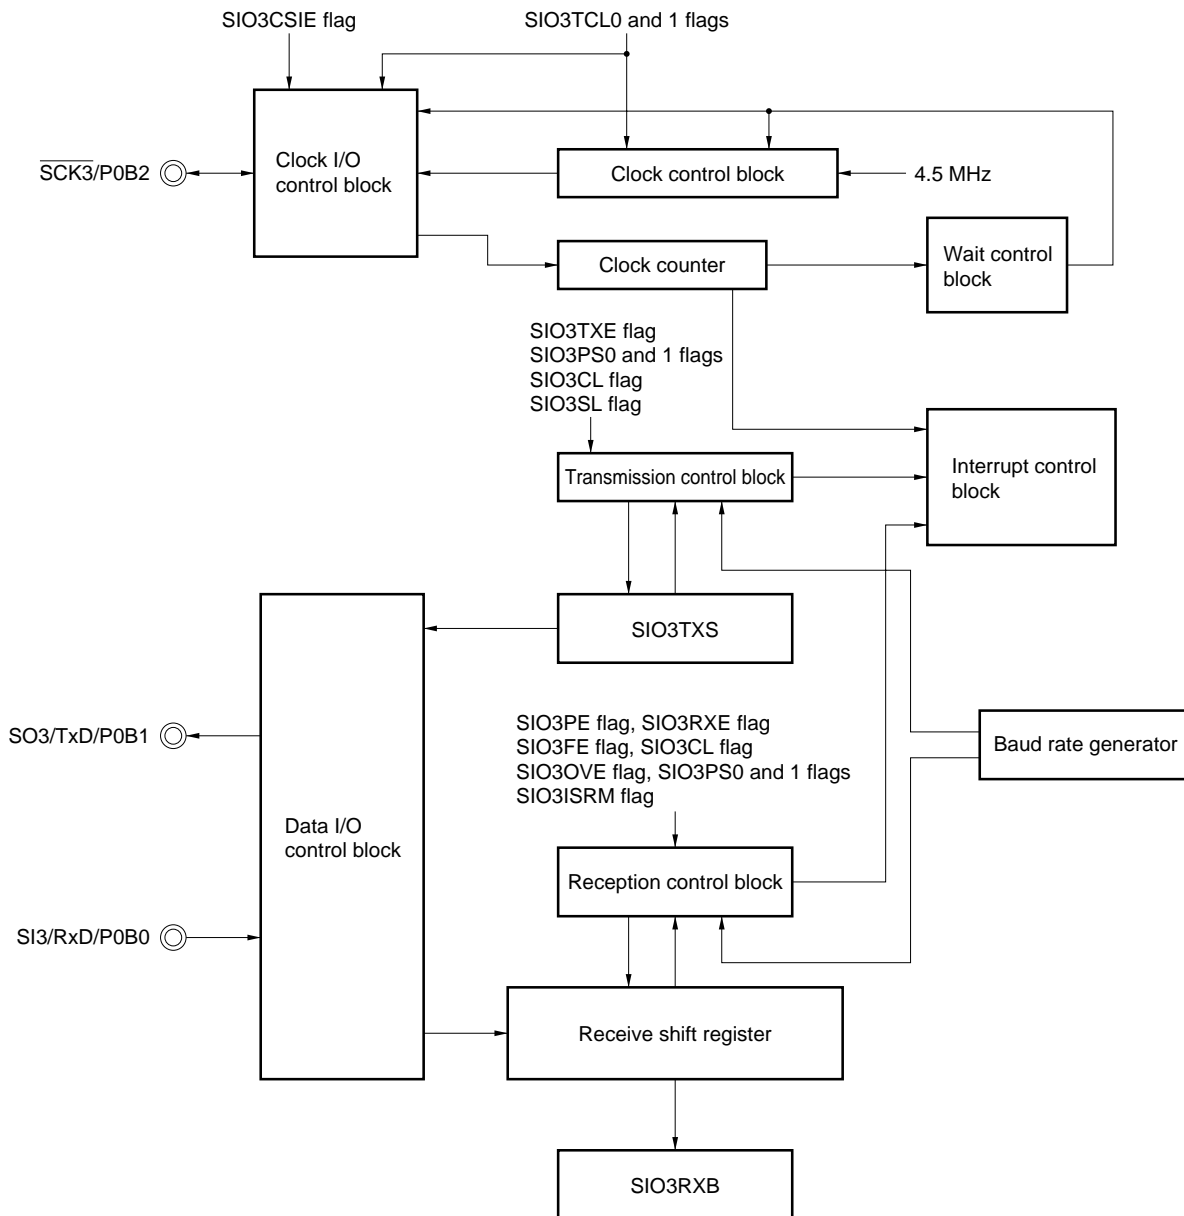 SIO3CSIE flag
SIO3TCL0 and 1 flags
Clock I/O
control block
SCK3/P0B2
Clock control block
4.5 MHz
Clock counter
Wait control
block
SIO3TXE flag
SIO3PS0 and 1 flags
SIO3CL flag
SIO3SL flag
Transmission control block
Interrupt control
block
SIO3TXS
SO3/TxD/P0B1
SIO3PE flag, SIO3RXE flag
SIO3FE flag, SIO3CL flag
SIO3OVE flag, SIO3PS0 and 1 flags
SIO3ISRM flag
Baud rate generator
Data I/O
control block
Reception control block
SI3/RxD/P0B0
Receive shift register
SIO3RXB